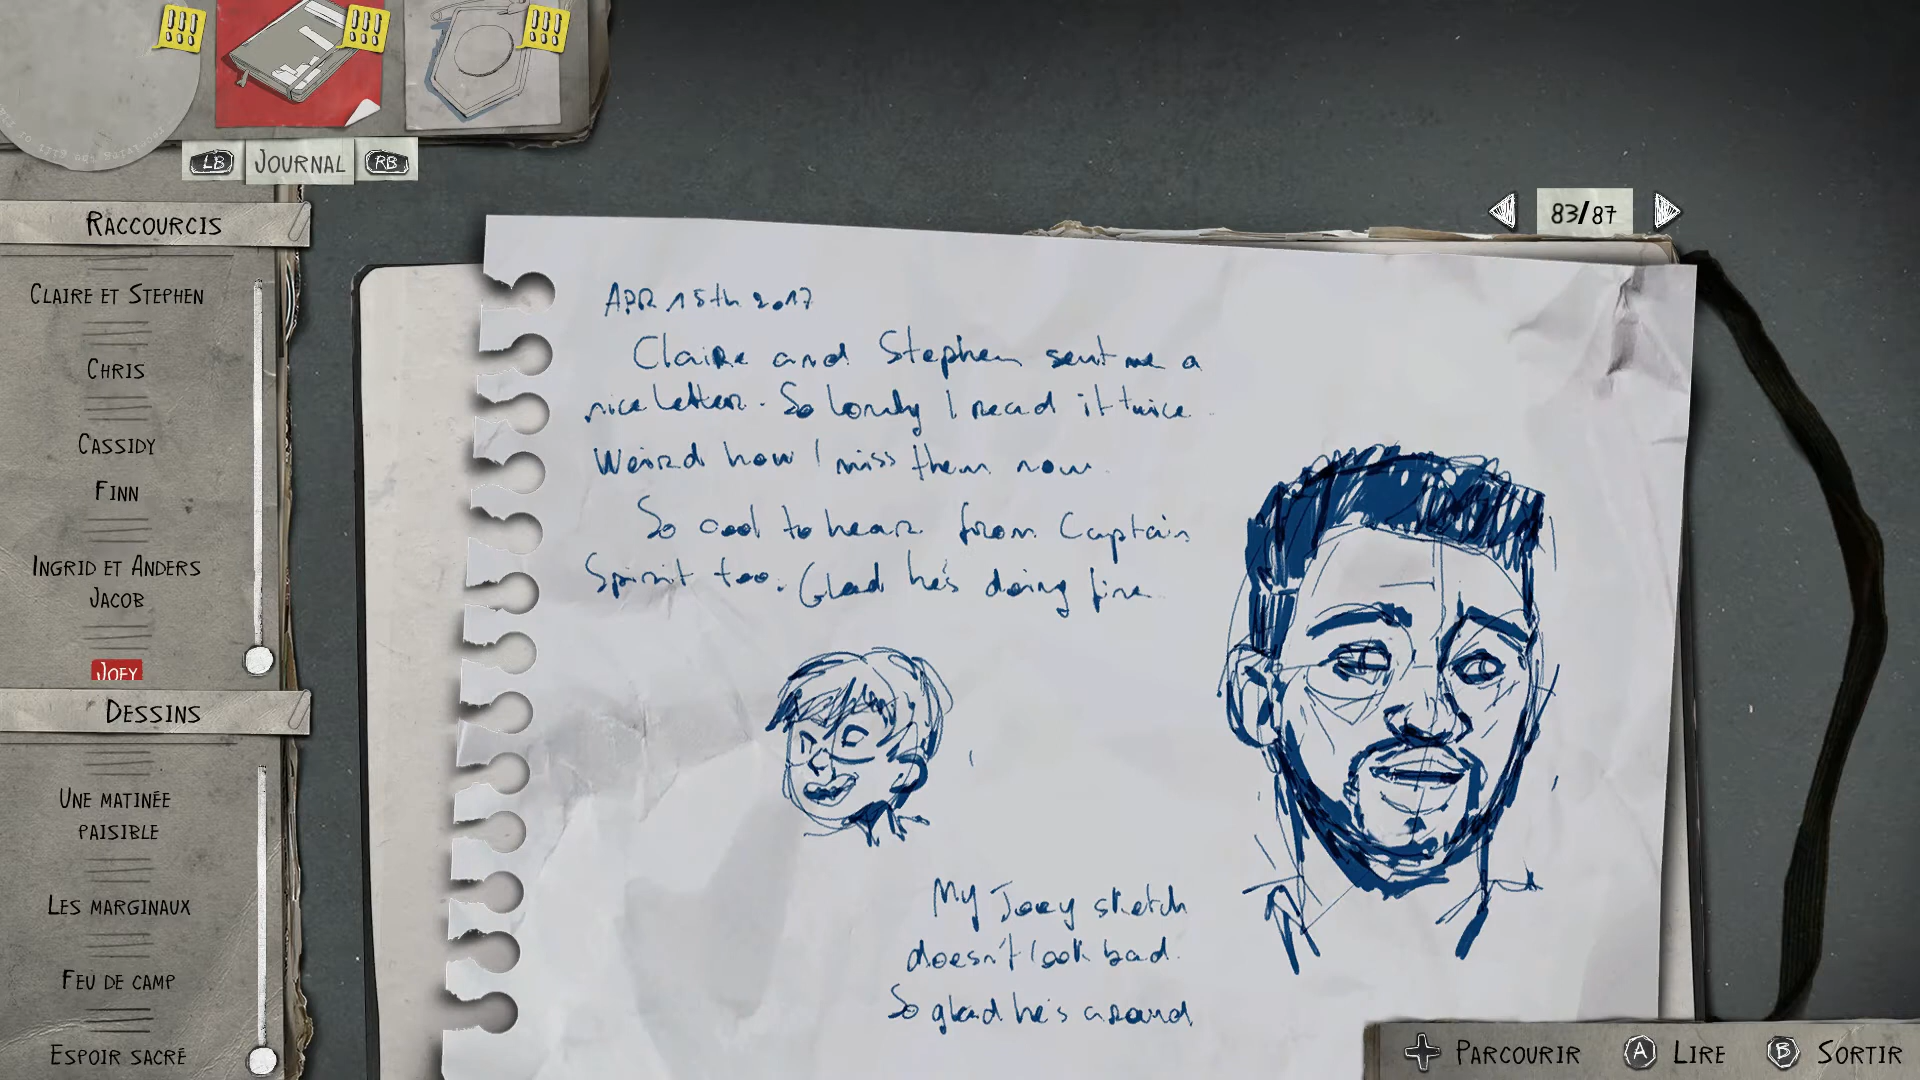 LB JOURNAL RB
RACCOURCIS
CLAIRE ET STEPHEN
CHRIS
CASSIDY
FINN
INGRID ET ANDERS
JACOB
JOEY
DESSINS
UNE MATINÉE
PAISIBLE
LES MARGINAUX
FEU DE CAMP
ESPOIR SACRÉ
83/87
APR 15th 2017
Claire and Stephen sent me a
nice letter. So lonely I read it twice
Weird how I miss them now.
So cool to hear from Captain
Spirit too. Glad he's doing fine
My Joey sketch
doesn't look bad.
So glad he's around
PARCOURIR A LIRE B SORTIR